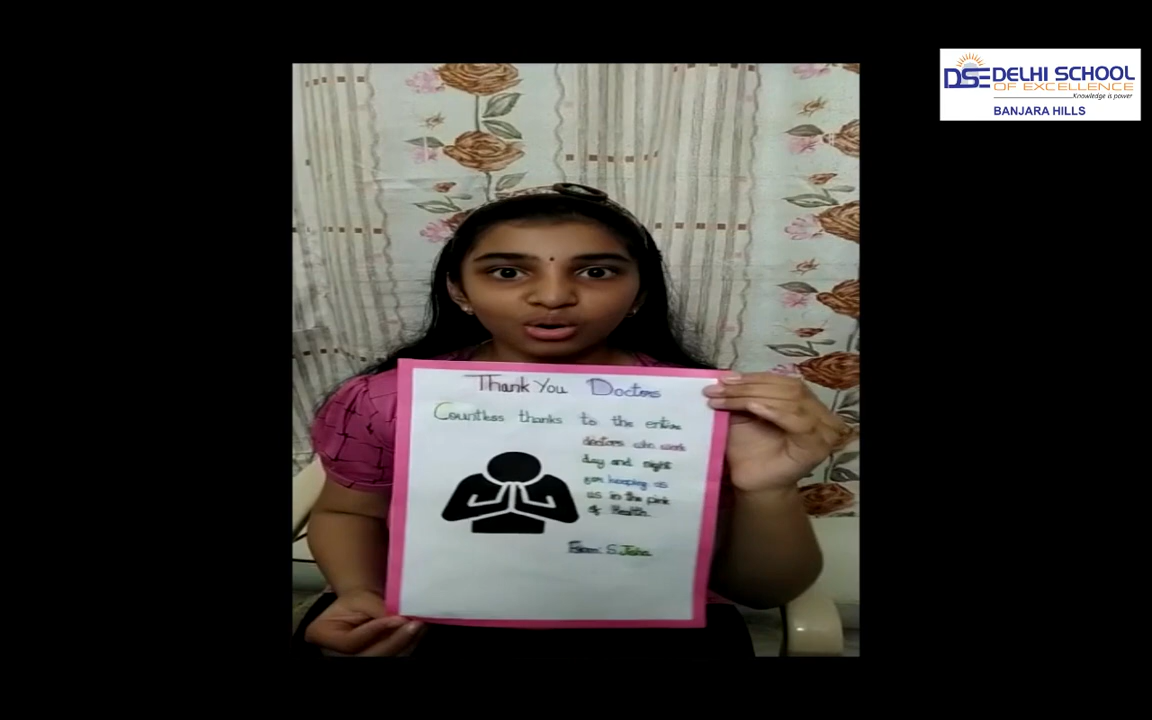 DSE DELHI SCHOOL
OF EXCELLENCE
Knowledge is power
BANJARA HILLS
Thank You Doctors
Countless thanks to the entire
doctors who work
day and night
for keeping us
us in the pink
of Health
From: S.